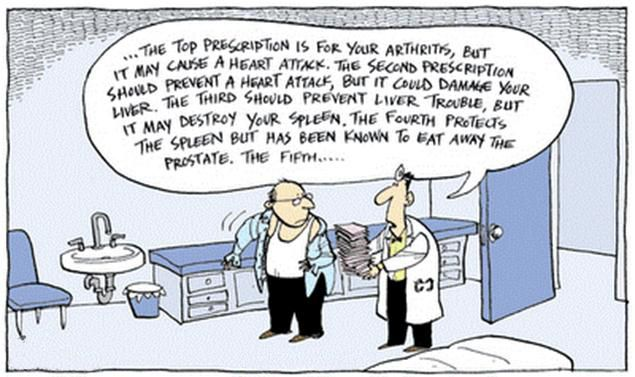 ...THE TOP PRESCRIPTION IS FOR YOUR ARTHRITIS, BUT
IT MAY CAUSE A HEART ATTACK. THE SECOND PRESCRIPTION
SHOULD PREVENT A HEART ATTACK, BUT IT COULD DAMAGE YOUR
LIVER. THE THIRD SHOULD PREVENT LIVER TROUBLE, BUT
IT MAY DESTROY YOUR SPLEEN. THE FOURTH PROTECTS
THE SPLEEN BUT HAS BEEN KNOWN TO EAT AWAY THE
PROSTATE. THE FIFTH.....